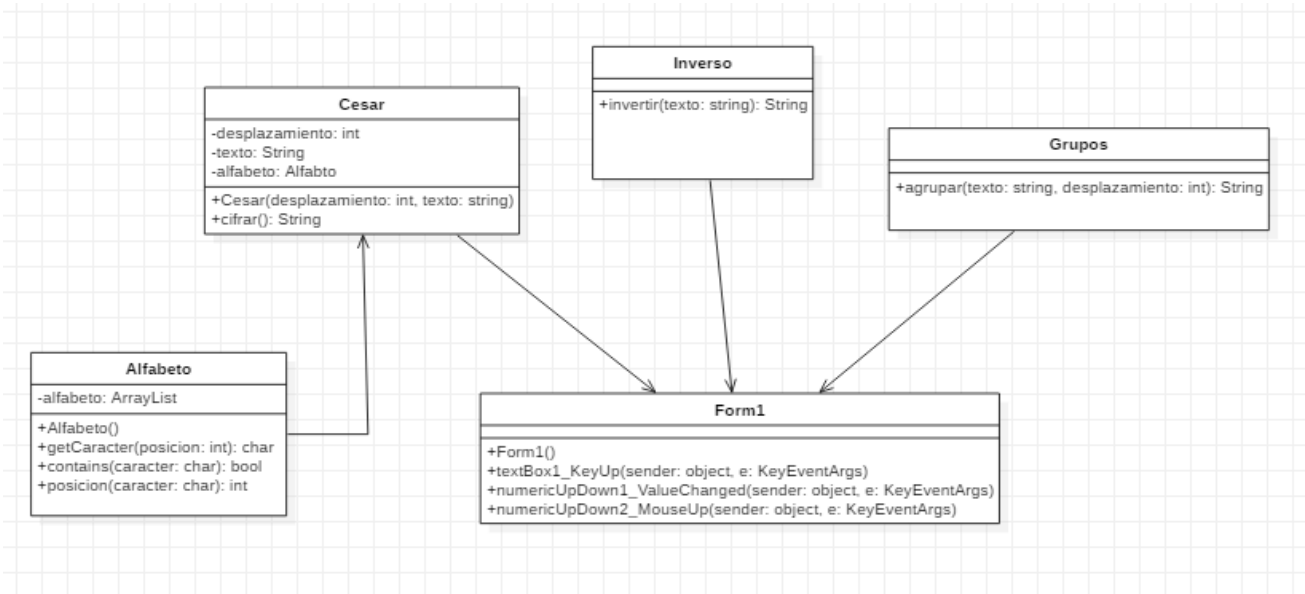 Cesar
-desplazamiento: int
-texto: String
-alfabeto: Alfabto
+Cesar(desplazamiento: int, texto: string)
+cifrar(): String
Inverso
+invertir(texto: string): String
Grupos
+agrupar(texto: string, desplazamiento: int): String
Alfabeto
-alfabeto: ArrayList
+Alfabeto()
+getCaracter(posicion: int): char
+contains(caracter: char): bool
+posicion(caracter: char): int
Form1
+Form1()
+textBox1_KeyUp(sender: object, e: KeyEventArgs)
+numericUpDown1_ValueChanged(sender: object, e: KeyEventArgs)
+numericUpDown2_MouseUp(sender: object, e: KeyEventArgs)